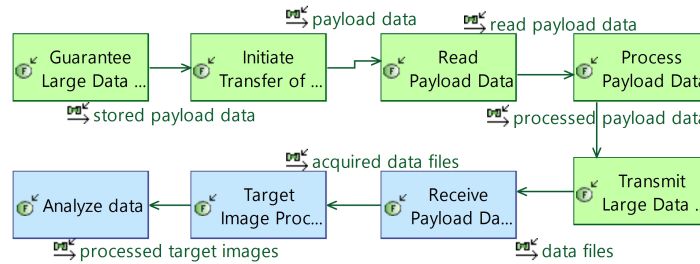 payload data
read payload data
Guarantee
Large Data ...
Initiate
Transfer of ...
Read
Payload Data
Process
Payload Data
stored payload data
processed payload data
acquired data files
Analyze data
Target
Image Proc...
Receive
Payload Da...
Transmit
Large Data ...
processed target images
data files